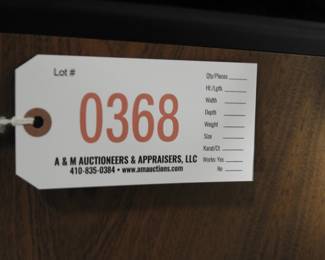 Lot #
0368
A & M AUCTIONEERS & APPRAISERS, LLC
410-835-0384 • www.amauctions.com
Qty/Pieces
Ht./Lgth.
Width
Depth
Weight
Size
Karat/Ct
Works: Yes
No